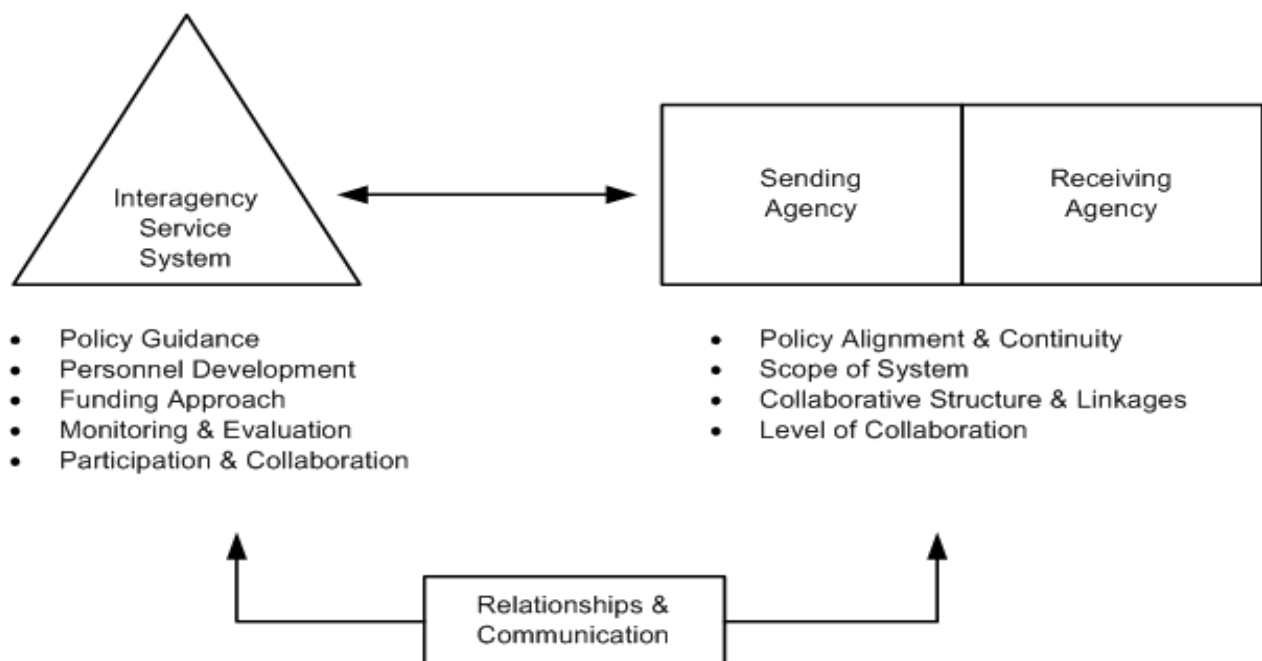 Interagency
Service
System
Sending
Agency
Receiving
Agency
• Policy Guidance
• Personnel Development
• Funding Approach
• Monitoring & Evaluation
• Participation & Collaboration
• Policy Alignment & Continuity
• Scope of System
• Collaborative Structure & Linkages
• Level of Collaboration
Relationships &
Communication